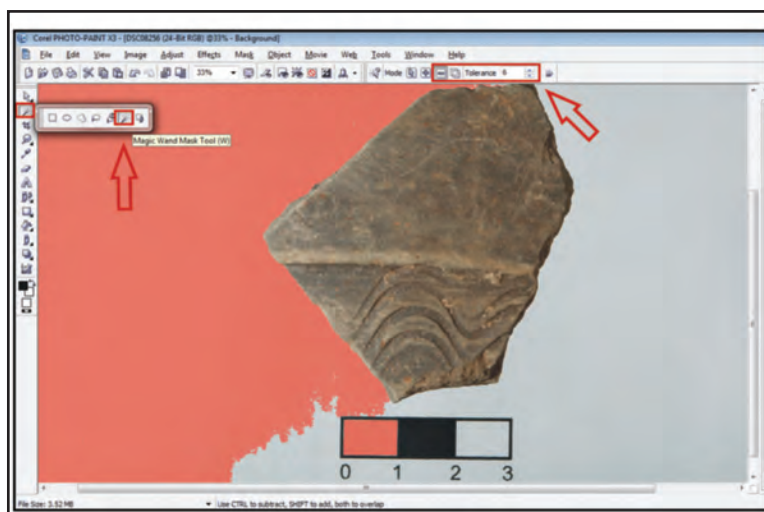 Corel PHOTO-PAINT X3 - [DSC08256 (24-Bit RGB) @33% - Background]
File Edit View Image Adjust Effects Mask Object Movie Web Tools Window Help
33% Mode Tolerance 6
Magic Wand Mask Tool (W)
0 1 2 3
File Size: 3.52 MB Use CTRL to subtract, SHIFT to add, both to overlap